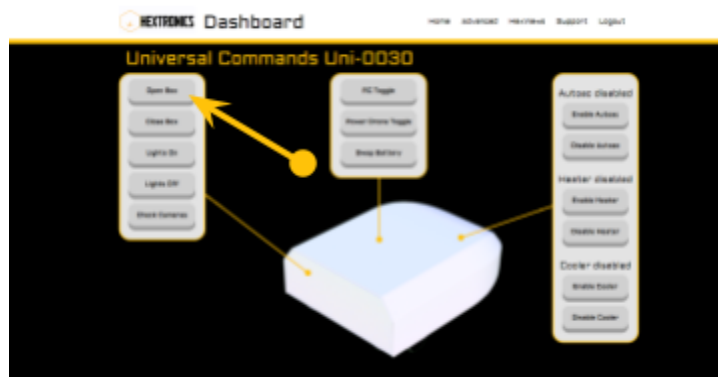 HEXTRONICS Dashboard
Home Advanced Hexinews Support Logout
Universal Commands Uni-0030
Open Box
Close Box
Lights On
Lights Off
Check Cameras
PC Toggle
Power Drone Toggle
Swap Battery
Autosec disabled
Enable Autosec
Disable Autosec
Heater disabled
Enable Heater
Disable Heater
Cooler disabled
Enable Cooler
Disable Cooler